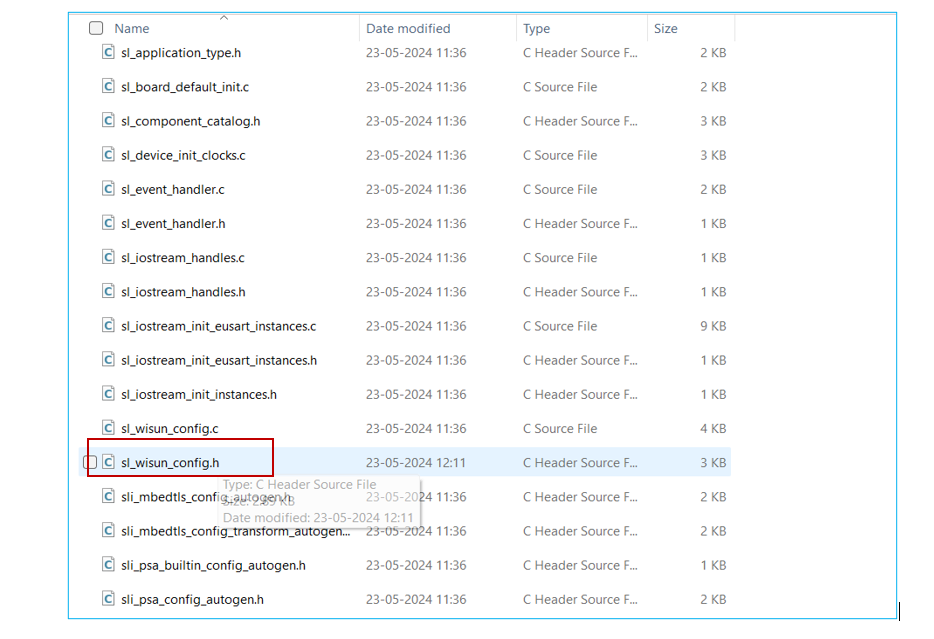 Name Date modified Type Size
sl_application_type.h 23-05-2024 11:36 C Header Source F... 2 KB
sl_board_default_init.c 23-05-2024 11:36 C Source File 2 KB
sl_component_catalog.h 23-05-2024 11:36 C Header Source F... 3 KB
sl_device_init_clocks.c 23-05-2024 11:36 C Source File 3 KB
sl_event_handler.c 23-05-2024 11:36 C Source File 2 KB
sl_event_handler.h 23-05-2024 11:36 C Header Source F... 1 KB
sl_iostream_handles.c 23-05-2024 11:36 C Source File 1 KB
sl_iostream_handles.h 23-05-2024 11:36 C Header Source F... 1 KB
sl_iostream_init_eusart_instances.c 23-05-2024 11:36 C Source File 9 KB
sl_iostream_init_eusart_instances.h 23-05-2024 11:36 C Header Source F... 1 KB
sl_iostream_init_instances.h 23-05-2024 11:36 C Header Source F... 1 KB
sl_wisun_config.c 23-05-2024 11:36 C Source File 4 KB
sl_wisun_config.h 23-05-2024 12:11 C Header Source F... 3 KB
Type: C Header Source File
sli_mbedtls_config_autogen.h 23-05-2024 11:36 C Header Source F... 2 KB
Size: 2.89 KB
Date modified: 23-05-2024 12:11
sli_mbedtls_config_transform_autogen... 23-05-2024 11:36 C Header Source F... 2 KB
sli_psa_builtin_config_autogen.h 23-05-2024 11:36 C Header Source F... 1 KB
sli_psa_config_autogen.h 23-05-2024 11:36 C Header Source F... 2 KB